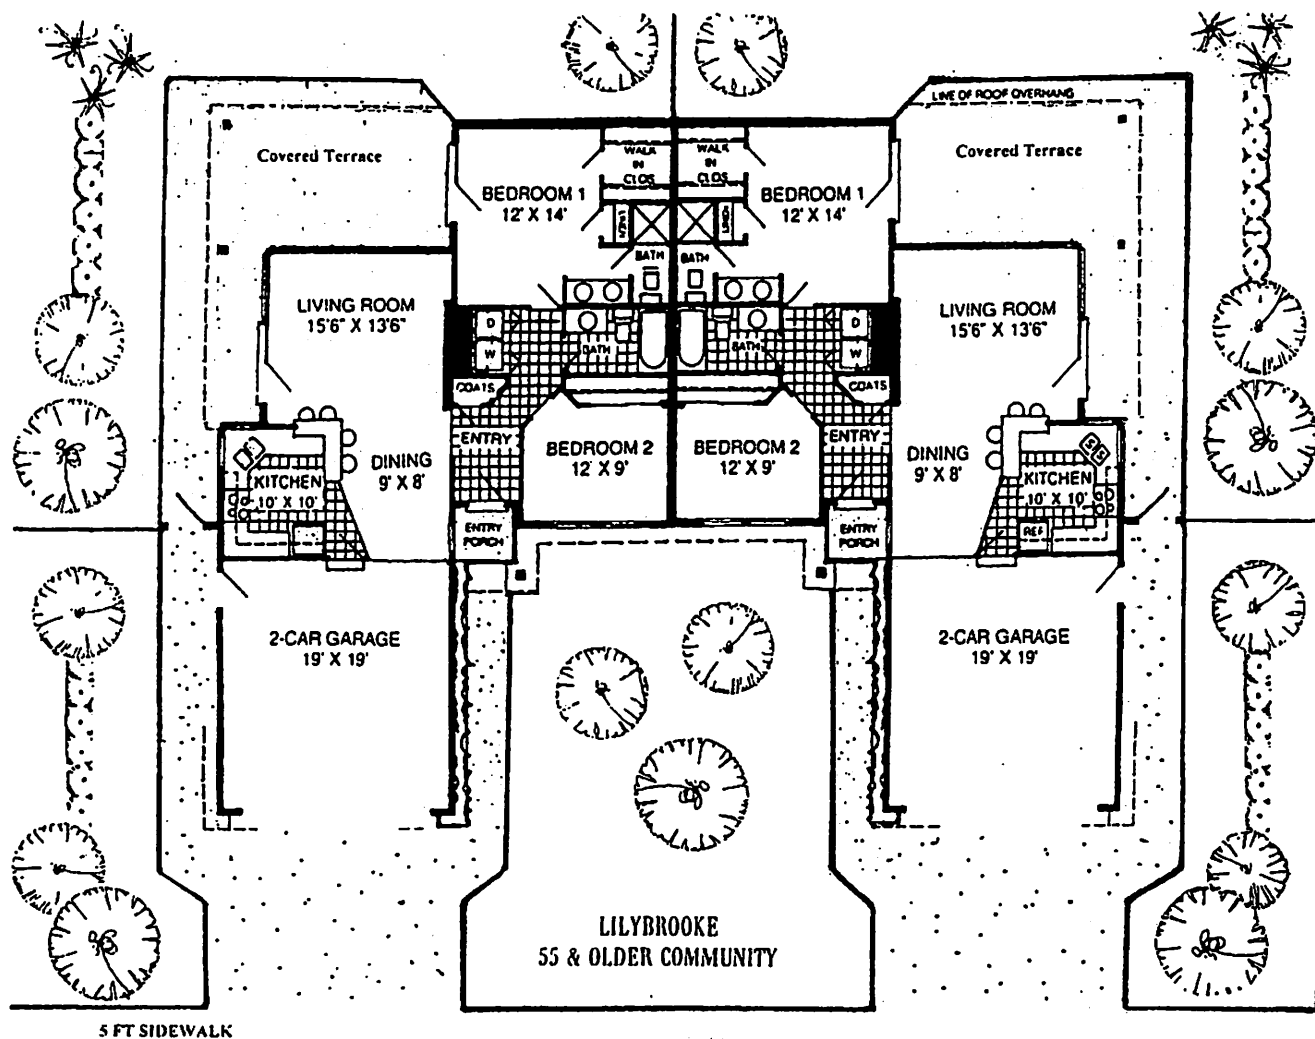 LINE OF ROOF OVERHANG
Covered Terrace
WALK
IN
CLOS
WALK
IN
CLOS
Covered Terrace
BEDROOM 1
12' X 14'
BEDROOM 1
12' X 14'
LINEN
LINEN
BATH
BATH
LIVING ROOM
15'6" X 13'6"
LIVING ROOM
15'6" X 13'6"
D
W
BATH
BATH
D
W
COATS
COATS
ENTRY
ENTRY
BEDROOM 2
12' X 9'
BEDROOM 2
12' X 9'
DINING
9' X 8'
DINING
9' X 8'
KITCHEN
10' X 10'
KITCHEN
10' X 10'
ENTRY
PORCH
ENTRY
PORCH
REF
2-CAR GARAGE
19' X 19'
2-CAR GARAGE
19' X 19'
LILYBROOKE
55 & OLDER COMMUNITY
5 FT SIDEWALK